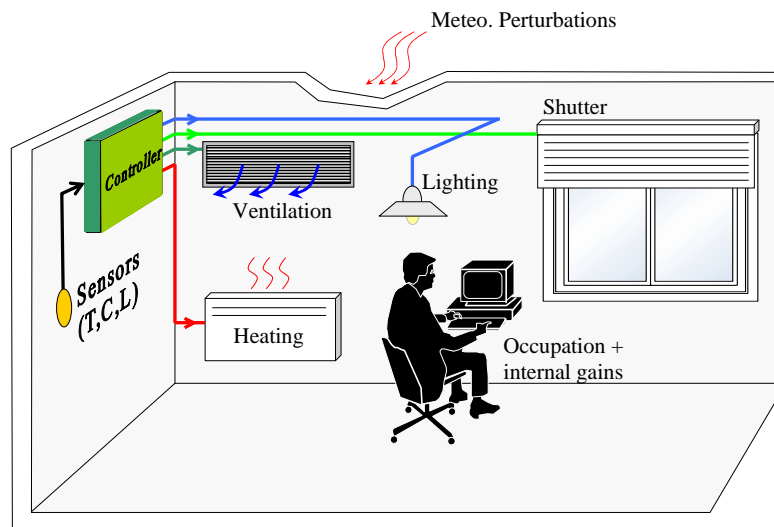 Meteo. Perturbations
Shutter
Controller
Lighting
Ventilation
Sensors
(T,C,L)
Heating
Occupation +
internal gains